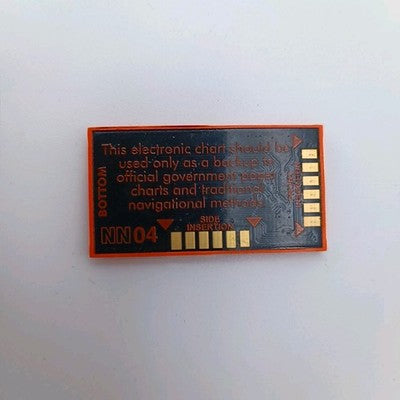 This electronic chart should be
used only as a backup to
official government paper
charts and traditional
navigational methods.
BOTTOM
NN04
SIDE
INSERTION